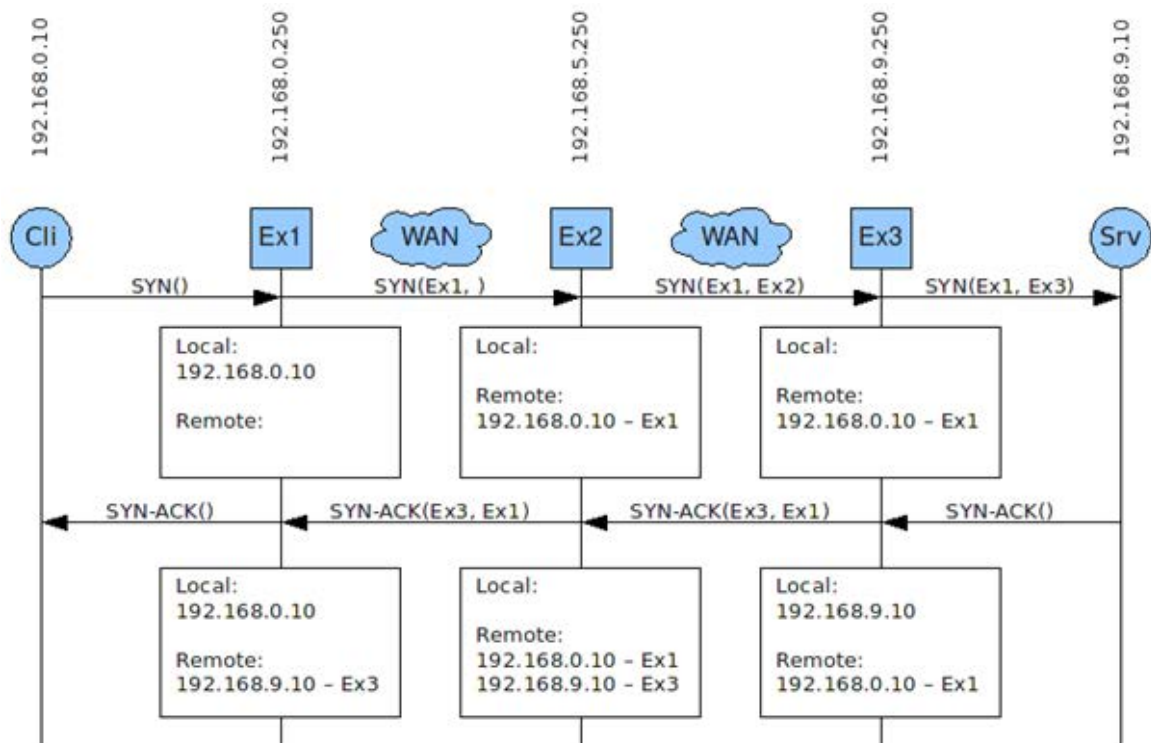 192.168.0.10
192.168.0.250
192.168.5.250
192.168.9.250
192.168.9.10
Cli
Ex1
WAN
Ex2
WAN
Ex3
Srv
SYN()
SYN(Ex1, )
SYN(Ex1, Ex2)
SYN(Ex1, Ex3)
Local:
192.168.0.10
Remote:
Local:
Remote:
192.168.0.10 – Ex1
Local:
Remote:
192.168.0.10 – Ex1
SYN-ACK()
SYN-ACK(Ex3, Ex1)
SYN-ACK(Ex3, Ex1)
SYN-ACK()
Local:
192.168.0.10
Remote:
192.168.9.10 – Ex3
Local:
Remote:
192.168.0.10 – Ex1
192.168.9.10 – Ex3
Local:
192.168.9.10
Remote:
192.168.0.10 – Ex1